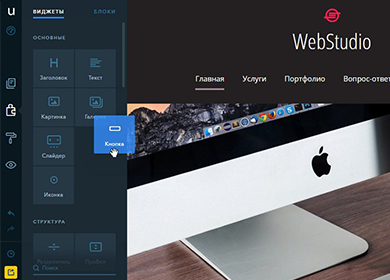 u
ВИДЖЕТЫ БЛОКИ
ОСНОВНЫЕ
Заголовок
Текст
Картинка
Галерея
Кнопка
Слайдер
Иконка
СТРУКТУРА
Разделитель
Пробел
Поиск
WebStudio
Главная Услуги Портфолио Вопрос-ответ